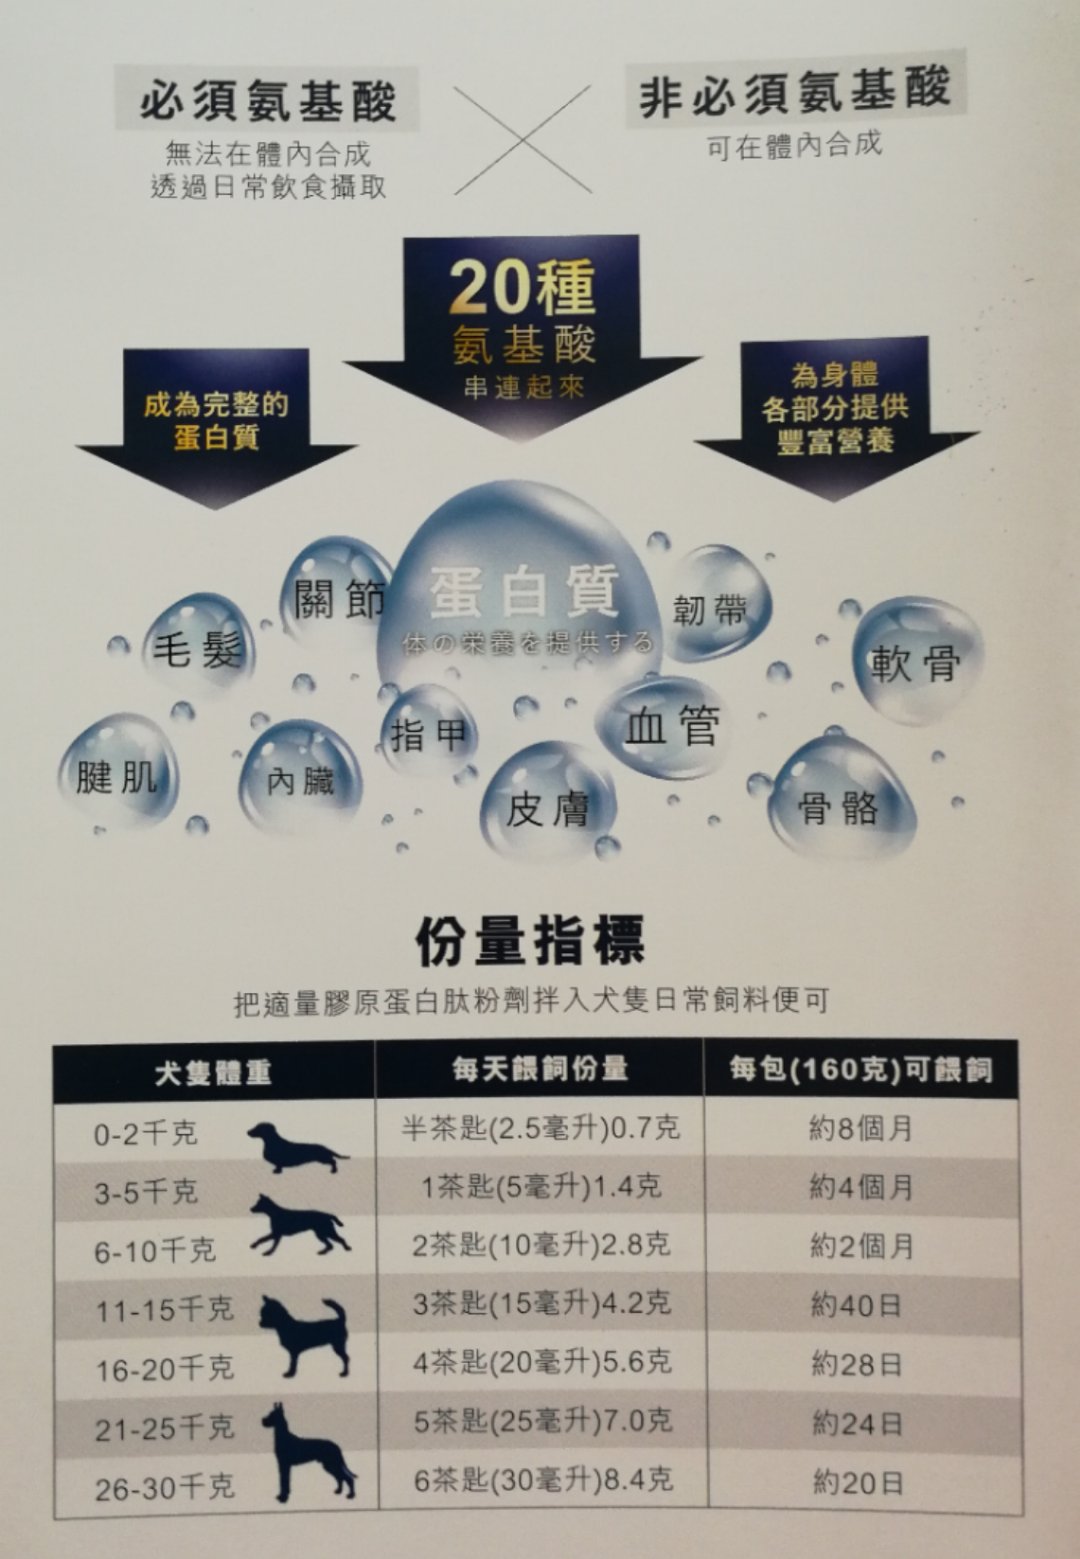 必須氨基酸
無法在體內合成
透過日常飲食攝取
非必須氨基酸
可在體內合成
20種
氨基酸
串連起來
成為完整的
蛋白質
為身體
各部分提供
豐富營養
蛋白質
体の栄養を提供する
關節
毛髮
韌帶
軟骨
指甲
血管
腱肌
內臟
皮膚
骨骼
份量指標
把適量膠原蛋白肽粉劑拌入犬隻日常飼料便可
犬隻體重 每天餵飼份量 每包(160克)可餵飼
0-2千克 半茶匙(2.5毫升)0.7克 約8個月
3-5千克 1茶匙(5毫升)1.4克 約4個月
6-10千克 2茶匙(10毫升)2.8克 約2個月
11-15千克 3茶匙(15毫升)4.2克 約40日
16-20千克 4茶匙(20毫升)5.6克 約28日
21-25千克 5茶匙(25毫升)7.0克 約24日
26-30千克 6茶匙(30毫升)8.4克 約20日